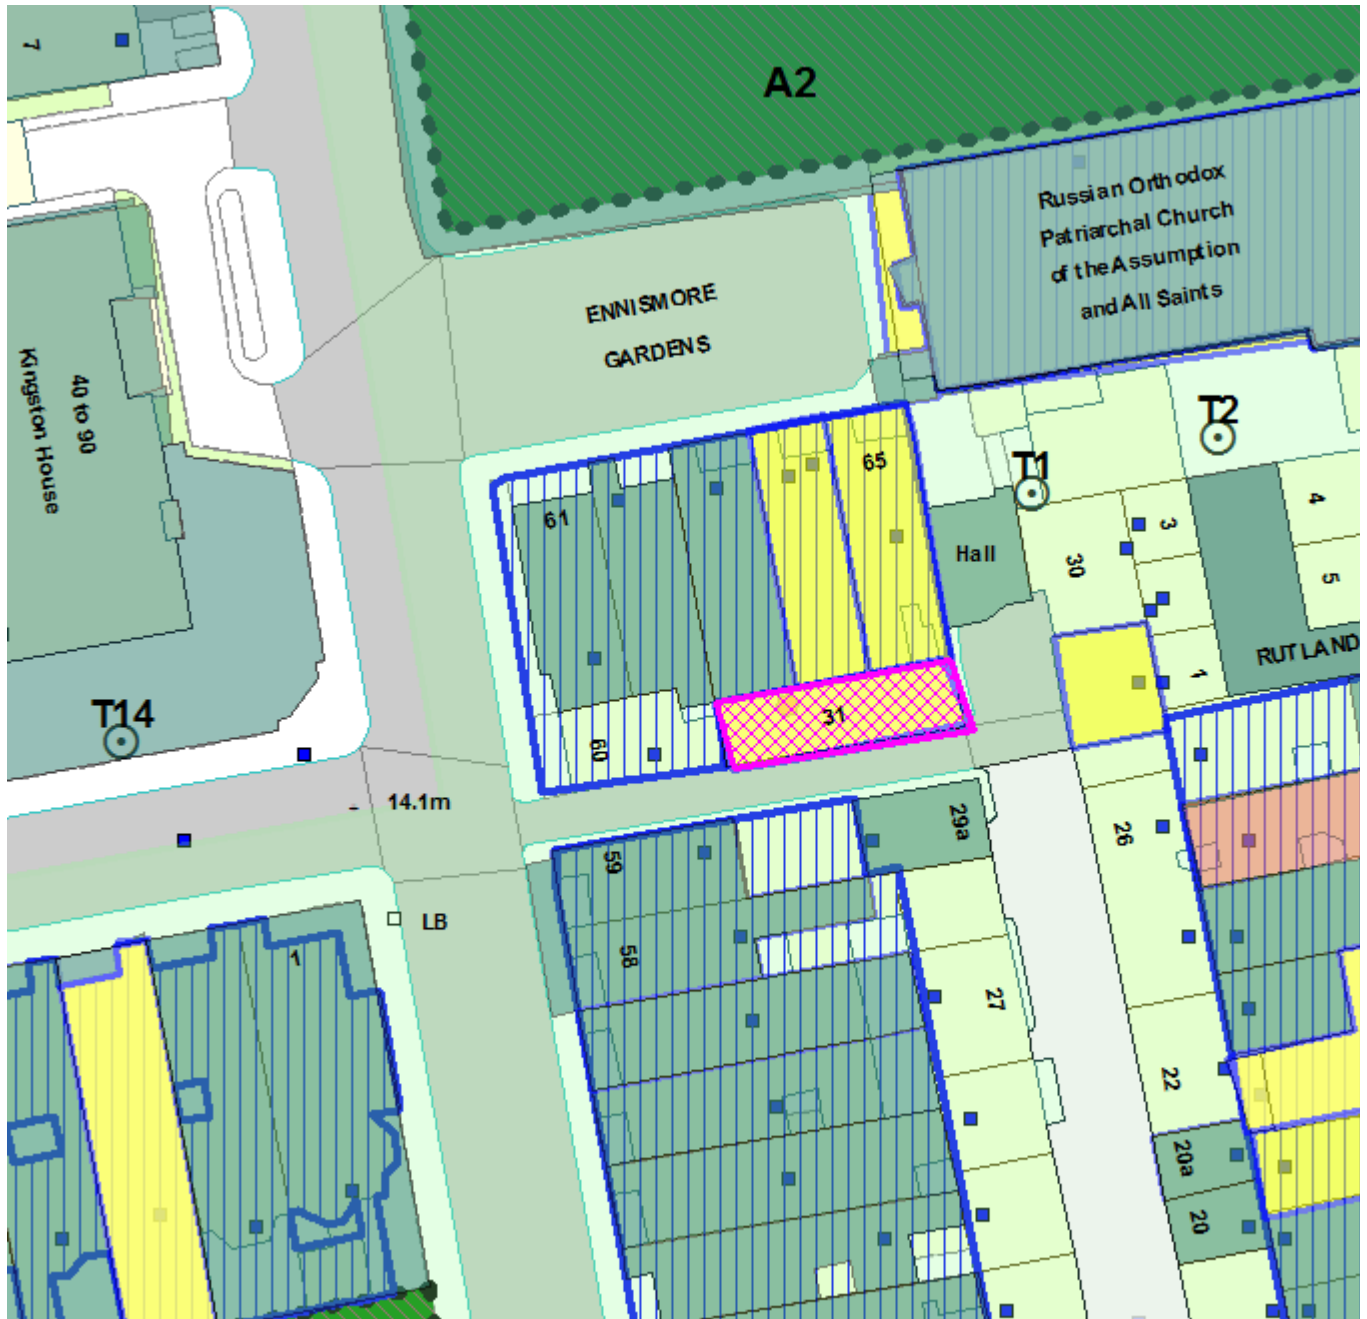 7
A2
Russian Orthodox
Patriarchal Church
of the Assumption
and All Saints
ENNISMORE
GARDENS
Kingston House
40 to 90
T2
T1
65
61
Hall
30
3
4
5
1
RUTLAND
T14
31
60
14.1m
29a
26
59
58
LB
1
27
22
20a
20